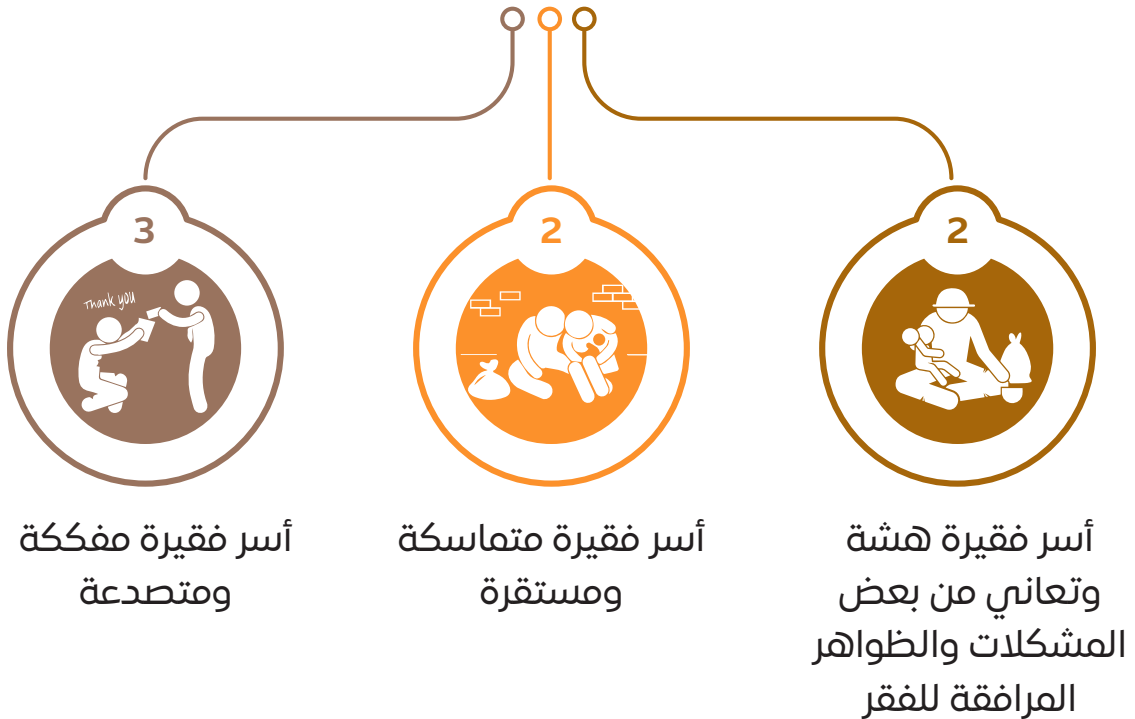 2
أسر فقيرة هشة
وتعاني من بعض
المشكلات والظواهر
المرافقة للفقر
2
أسر فقيرة متماسكة
ومستقرة
3
Thank you
أسر فقيرة مفككة
ومتصدعة